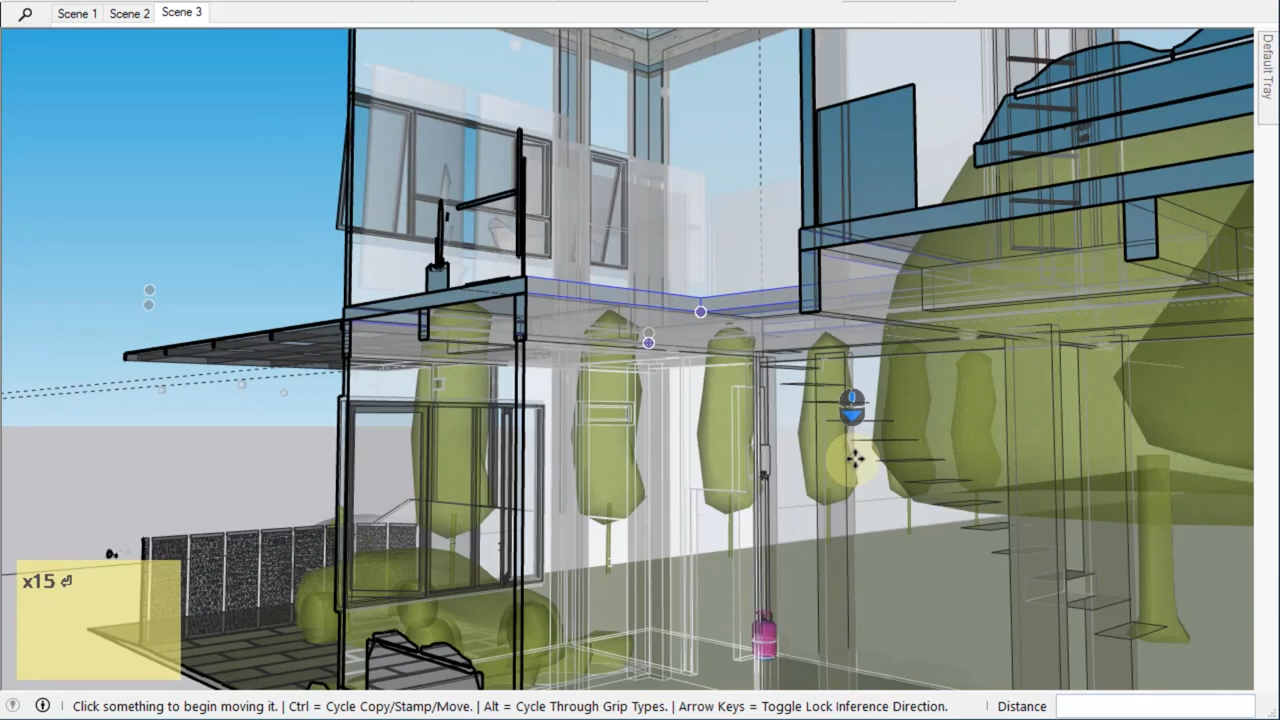 Scene 1
Scene 2
Scene 3
Default Tray
x15 ⏎
Click something to begin moving it. | Ctrl = Cycle Copy/Stamp/Move. | Alt = Cycle Through Grip Types. | Arrow Keys = Toggle Lock Inference Direction.
Distance